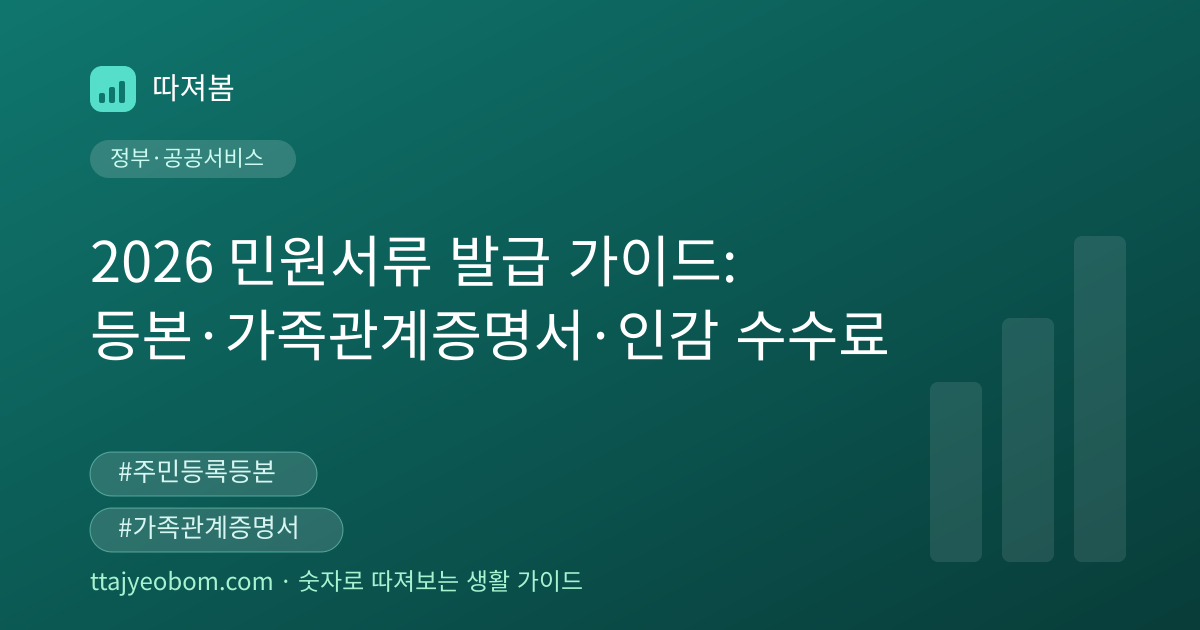 따져봄
정부·공공서비스
2026 민원서류 발급 가이드:
등본·가족관계증명서·인감 수수료
#주민등록등본
#가족관계증명서
ttajyeobom.com · 숫자로 따져보는 생활 가이드